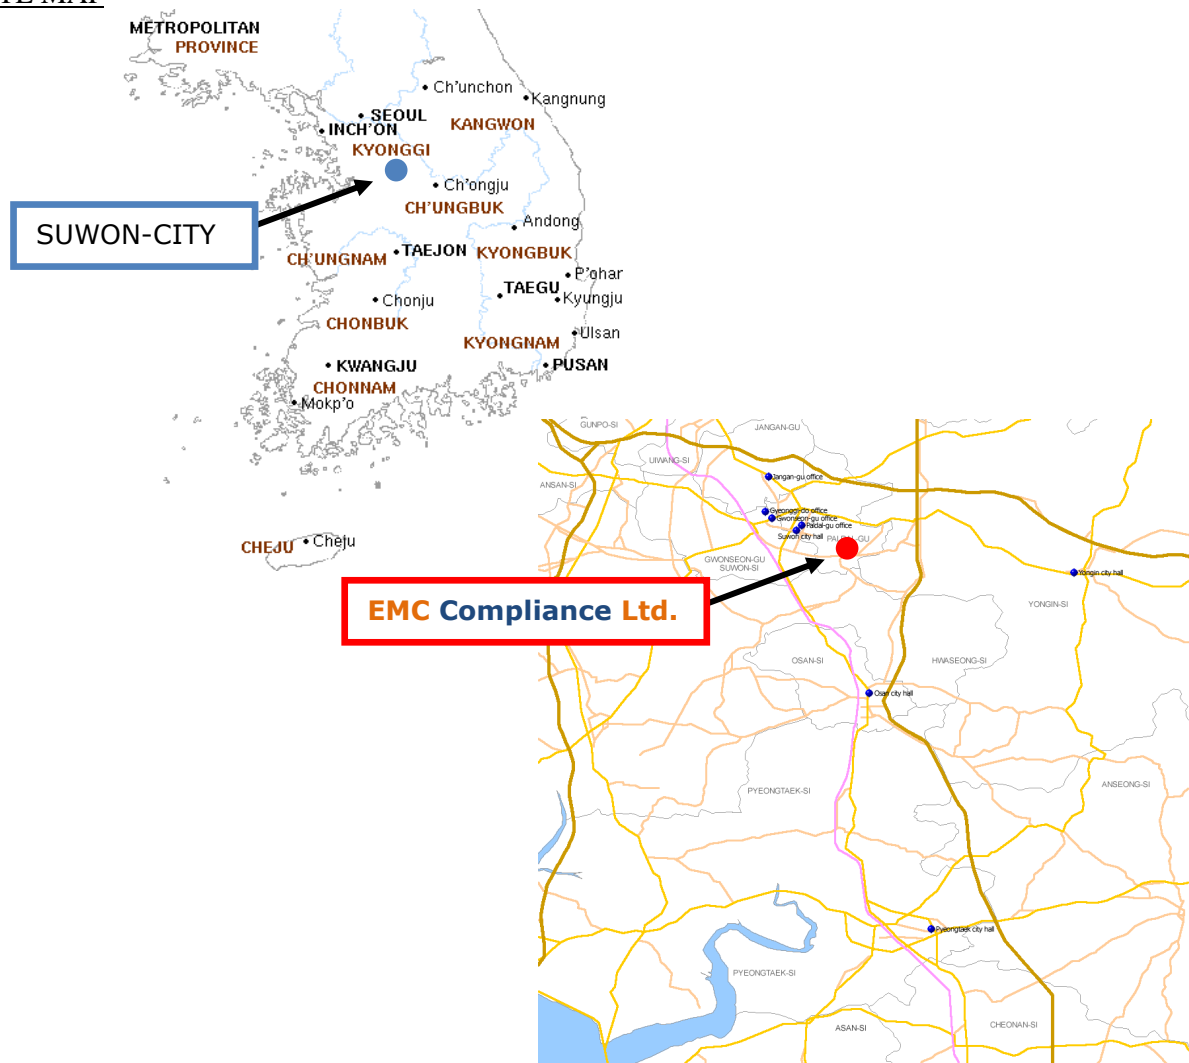 METROPOLITAN
PROVINCE
Ch'unchon
Kangnung
SEOUL
INCH'ON
KANGWON
KYONGGI
Ch'ongju
CH'UNGBUK
SUWON-CITY
Andong
CH'UNGNAM
TAEJON
KYONGBUK
P'ohar
TAEGU
Chonju
Kyungju
CHONBUK
KYONGNAM
Ulsan
KWANGJU
PUSAN
CHONNAM
Mokp'o
CHEJU
Cheju
GUNPO-SI
JANGAN-GU
UIWANG-SI
Jangan-gu office
ANSAN-SI
Gyeonggi-do office
Gwonseon-gu office
Paldal-gu office
Suwon city hall
GWONSEON-GU
SUWON-SI
Yongin city hall
EMC Compliance Ltd.
YONGIN-SI
OSAN-SI
HWASEONG-SI
Osan city hall
PYEONGTAEK-SI
ANSEONG-SI
Pyeongtaek city hall
PYEONGTAEK-SI
ASAN-SI
CHEONAN-SI